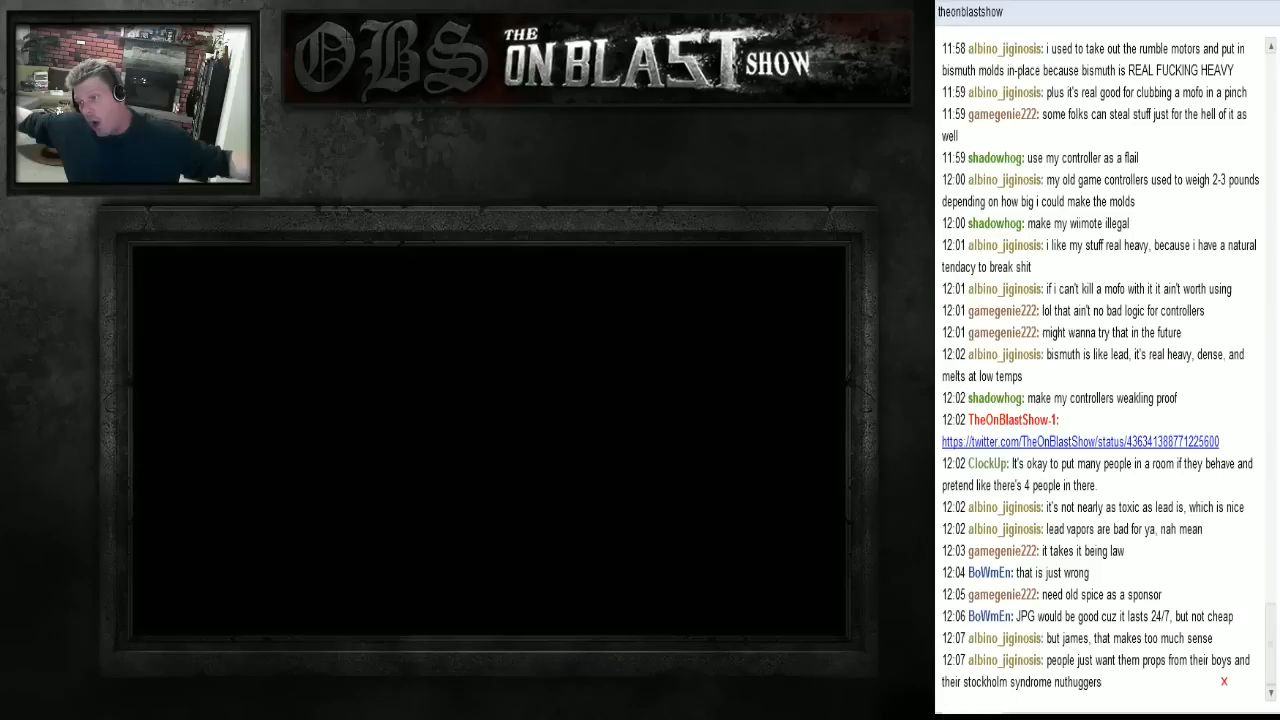 OBS THE ON BLAST SHOW
theonblastshow
11:58 albino_jiginosis: i used to take out the rumble motors and put in
bismuth molds in-place because bismuth is REAL FUCKING HEAVY
11:59 albino_jiginosis: plus it's real good for clubbing a mofo in a pinch
11:59 gamegenie222: some folks can steal stuff just for the hell of it as
well
11:59 shadowhog: use my controller as a flail
12:00 albino_jiginosis: my old game controllers used to weigh 2-3 pounds
depending on how big i could make the molds
12:00 shadowhog: make my wiimote illegal
12:01 albino_jiginosis: i like my stuff real heavy, because i have a natural
tendacy to break shit
12:01 albino_jiginosis: if i can't kill a mofo with it it ain't worth using
12:01 gamegenie222: lol that ain't no bad logic for controllers
12:01 gamegenie222: might wanna try that in the future
12:02 albino_jiginosis: bismuth is like lead, it's real heavy, dense, and
melts at low temps
12:02 shadowhog: make my controllers weakling proof
12:02 TheOnBlastShow-1:
https://twitter.com/TheOnBlastShow/status/436341388771225600
12:02 ClockUp: It's okay to put many people in a room if they behave and
pretend like there's 4 people in there.
12:02 albino_jiginosis: it's not nearly as toxic as lead is, which is nice
12:02 albino_jiginosis: lead vapors are bad for ya, nah mean
12:03 gamegenie222: it takes it being law
12:04 BoWmEn: that is just wrong
12:05 gamegenie222: need old spice as a sponsor
12:06 BoWmEn: JPG would be good cuz it lasts 24/7, but not cheap
12:07 albino_jiginosis: but james, that makes too much sense
12:07 albino_jiginosis: people just want them props from their boys and
their stockholm syndrome nuthuggers